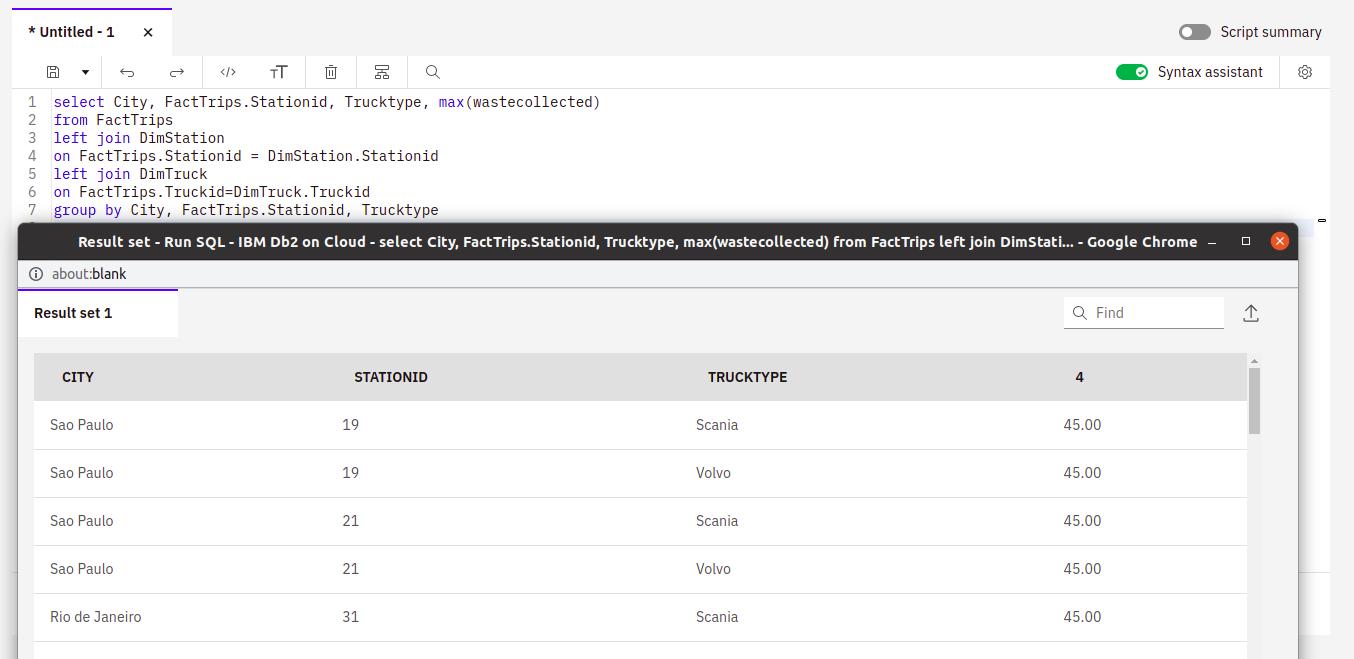 * Untitled - 1
Script summary
Syntax assistant
1 select City, FactTrips.Stationid, Trucktype, max(wastecollected)
2 from FactTrips
3 left join DimStation
4 on FactTrips.Stationid = DimStation.Stationid
5 left join DimTruck
6 on FactTrips.Truckid=DimTruck.Truckid
7 group by City, FactTrips.Stationid, Trucktype
Result set - Run SQL - IBM Db2 on Cloud - select City, FactTrips.Stationid, Trucktype, max(wastecollected) from FactTrips left join DimStati... - Google Chrome
about:blank
Result set 1
Find
CITY STATIONID TRUCKTYPE 4
Sao Paulo 19 Scania 45.00
Sao Paulo 19 Volvo 45.00
Sao Paulo 21 Scania 45.00
Sao Paulo 21 Volvo 45.00
Rio de Janeiro 31 Scania 45.00